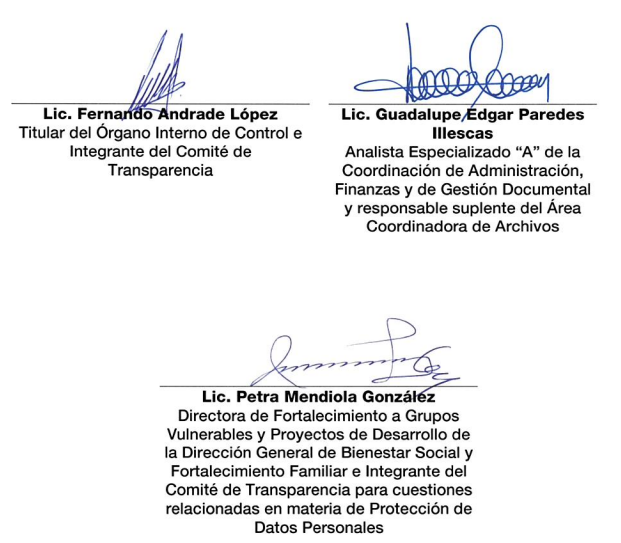 Lic. Fernando Andrade López
Titular del Órgano Interno de Control e
Integrante del Comité de
Transparencia
Lic. Guadalupe Edgar Paredes
Illescas
Analista Especializado “A” de la
Coordinación de Administración,
Finanzas y de Gestión Documental
y responsable suplente del Área
Coordinadora de Archivos
Lic. Petra Mendiola González
Directora de Fortalecimiento a Grupos
Vulnerables y Proyectos de Desarrollo de
la Dirección General de Bienestar Social y
Fortalecimiento Familiar e Integrante del
Comité de Transparencia para cuestiones
relacionadas en materia de Protección de
Datos Personales